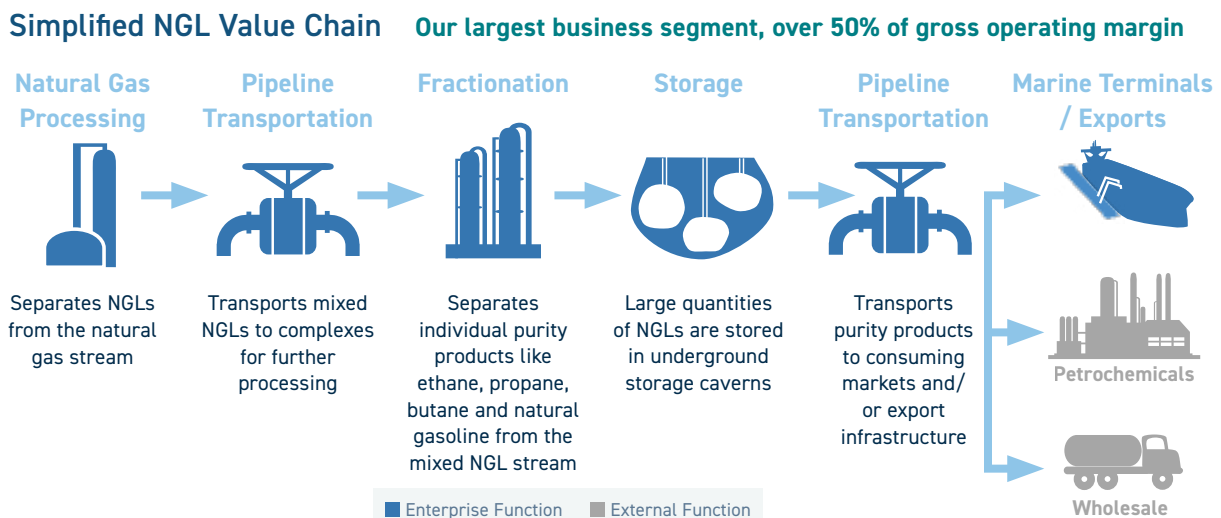 Simplified NGL Value Chain
Our largest business segment, over 50% of gross operating margin
Natural Gas
Processing
Pipeline
Transportation
Fractionation
Storage
Pipeline
Transportation
Marine Terminals
/ Exports
Separates NGLs
from the natural
gas stream
Transports mixed
NGLs to complexes
for further
processing
Separates
individual purity
products like
ethane, propane,
butane and natural
gasoline from the
mixed NGL stream
Large quantities
of NGLs are stored
in underground
storage caverns
Transports
purity products
to consuming
markets and/
or export
infrastructure
Petrochemicals
Wholesale
Enterprise Function
External Function